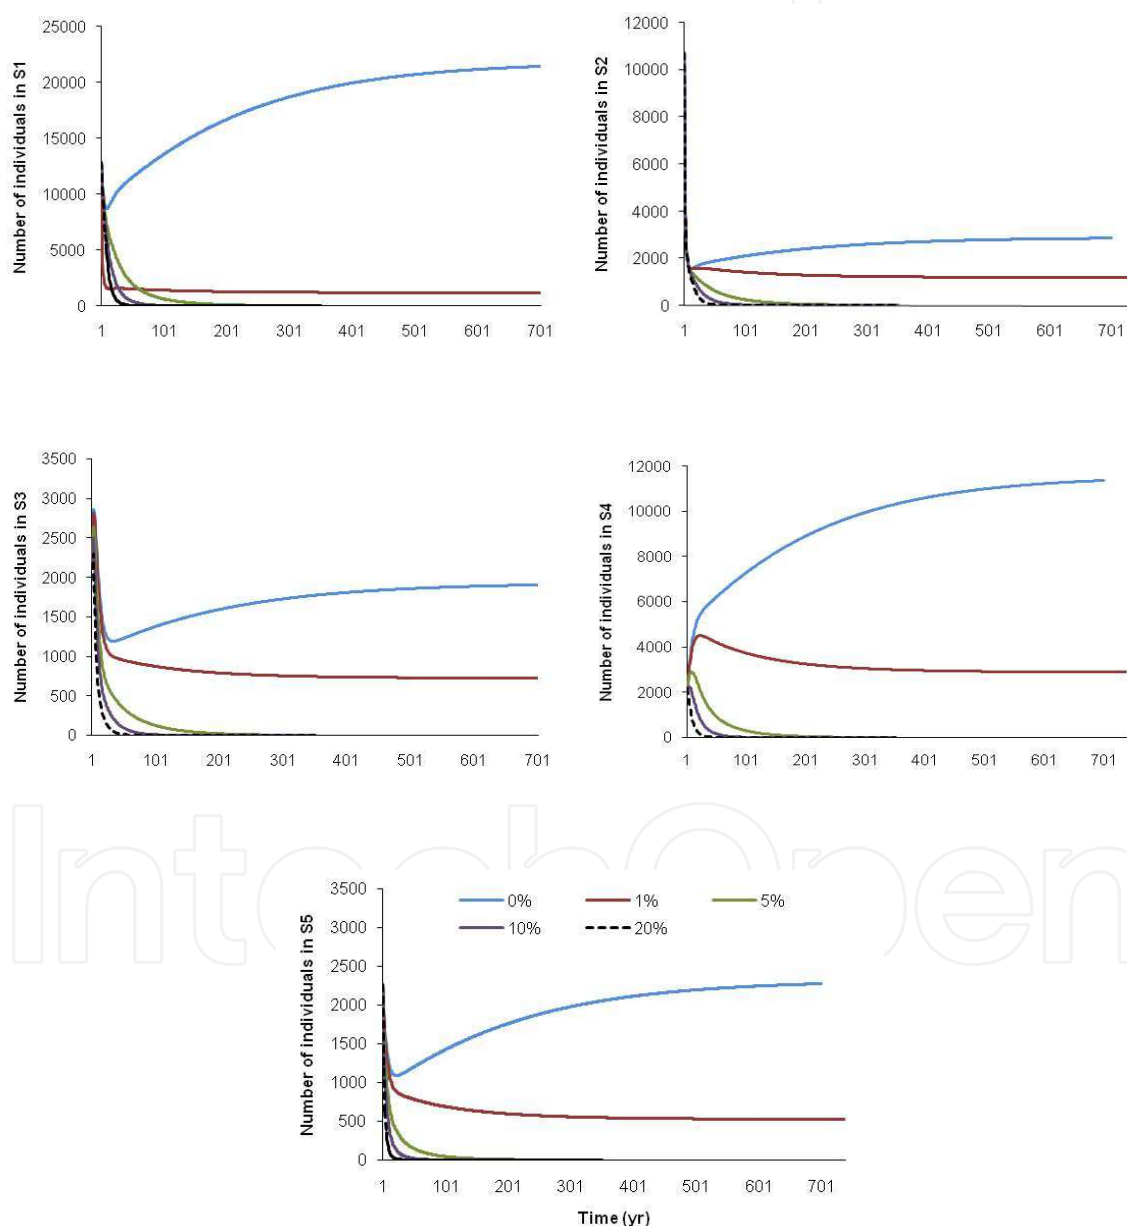 Number of individuals in S1
25000
20000
15000
10000
5000
0
1 101 201 301 401 501 601 701
Number of individuals in S2
12000
10000
8000
6000
4000
2000
0
1 101 201 301 401 501 601 701
Number of individuals in S3
3500
3000
2500
2000
1500
1000
500
0
1 101 201 301 401 501 601 701
Number of individuals in S4
12000
10000
8000
6000
4000
2000
0
1 101 201 301 401 501 601 701
IntechOpen
Number of individuals in S5
3500
3000
2500
2000
1500
1000
500
0
0% 1% 5%
10% 20%
1 101 201 301 401 501 601 701
Time (yr)